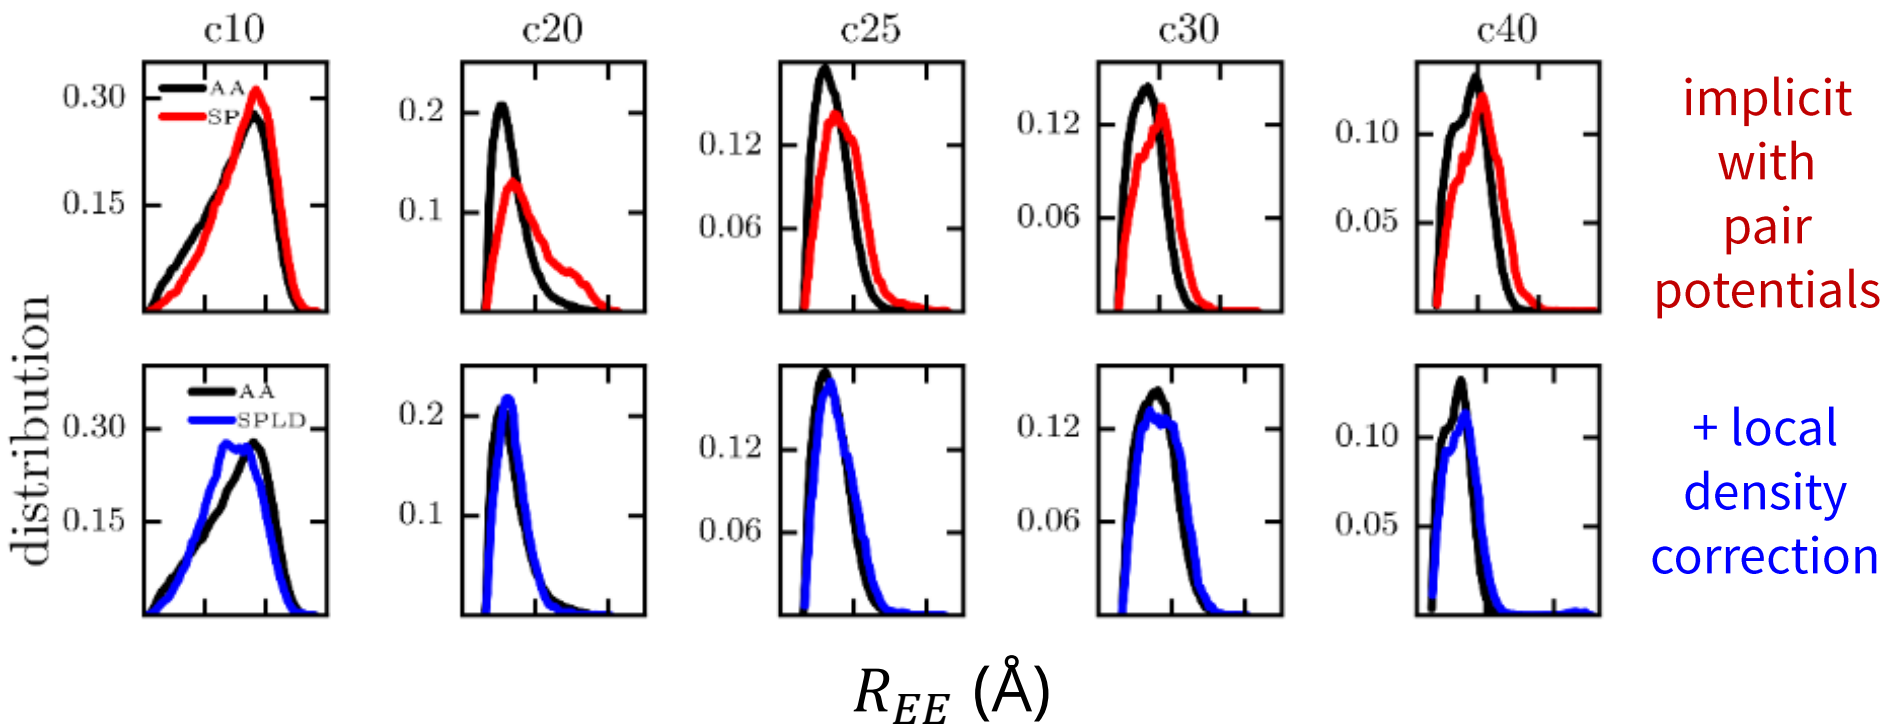 c10 c20 c25 c30 c40
0.30
0.15
AA
SP
0.2
0.1
0.12
0.06
0.12
0.06
0.10
0.05
implicit
with
pair
potentials
distribution
0.30
0.15
AA
SPLD
0.2
0.1
0.12
0.06
0.12
0.06
0.10
0.05
+ local
density
correction
R_EE (Å)